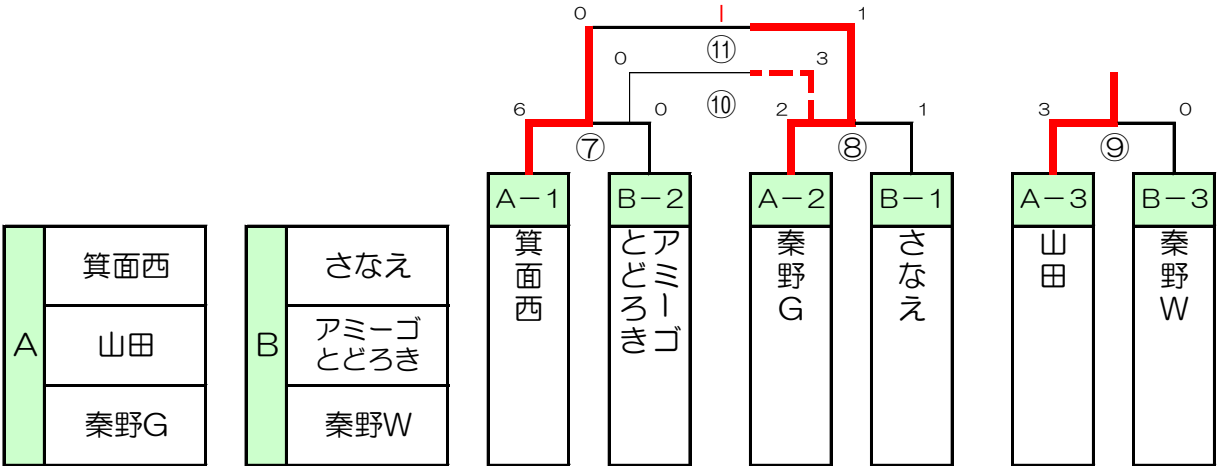 0 1
⑪
0 3
⑩
6 0 2 1 3 0
⑦ ⑧ ⑨
A-1 B-2 A-2 B-1 A-3 B-3
箕面西
アミーゴ
とどろき
秦野G
さなえ
山田
秦野W
A
箕面西
山田
秦野G
B
さなえ
アミーゴ
とどろき
秦野W